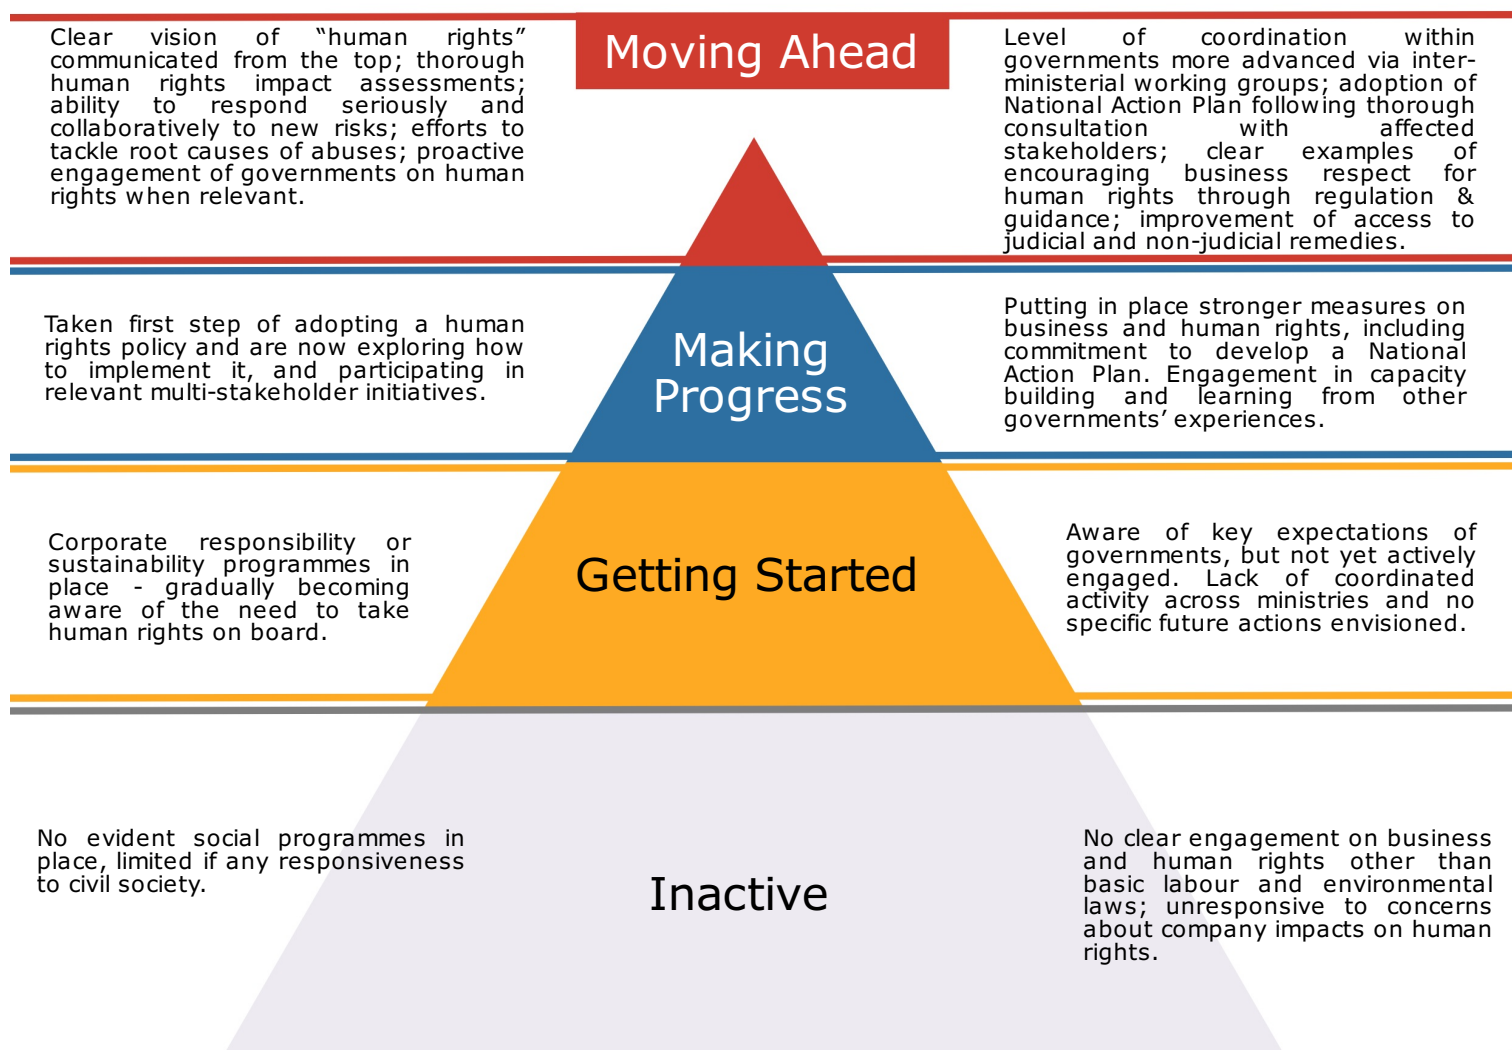 Moving Ahead
Clear vision of “human rights”
communicated from the top; thorough
human rights impact assessments;
ability to respond seriously and
collaboratively to new risks; efforts to
tackle root causes of abuses; proactive
engagement of governments on human
rights when relevant.
Level of coordination within
governments more advanced via inter-
ministerial working groups; adoption of
National Action Plan following thorough
consultation with affected
stakeholders; clear examples of
encouraging business respect for
human rights through regulation &
guidance; improvement of access to
judicial and non-judicial remedies.
Taken first step of adopting a human
rights policy and are now exploring how
to implement it, and participating in
relevant multi-stakeholder initiatives.
Making
Progress
Putting in place stronger measures on
business and human rights, including
commitment to develop a National
Action Plan. Engagement in capacity
building and learning from other
governments’ experiences.
Corporate responsibility or
sustainability programmes in
place - gradually becoming
aware of the need to take
human rights on board.
Getting Started
Aware of key expectations of
governments, but not yet actively
engaged. Lack of coordinated
activity across ministries and no
specific future actions envisioned.
No evident social programmes in
place, limited if any responsiveness
to civil society.
Inactive
No clear engagement on business
and human rights other than
basic labour and environmental
laws; unresponsive to concerns
about company impacts on human
rights.